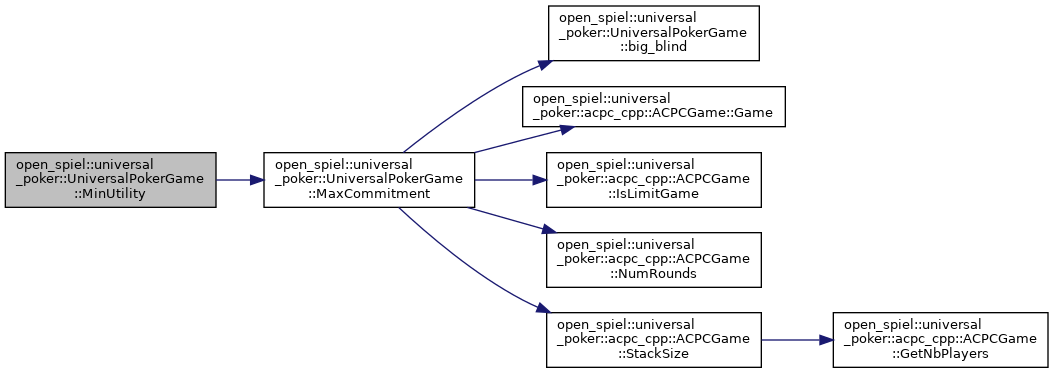 open_spiel::universal
_poker::UniversalPokerGame
::MinUtility
open_spiel::universal
_poker::UniversalPokerGame
::MaxCommitment
open_spiel::universal
_poker::UniversalPokerGame
::big_blind
open_spiel::universal
_poker::acpc_cpp::ACPCGame::Game
open_spiel::universal
_poker::acpc_cpp::ACPCGame
::IsLimitGame
open_spiel::universal
_poker::acpc_cpp::ACPCGame
::NumRounds
open_spiel::universal
_poker::acpc_cpp::ACPCGame
::StackSize
open_spiel::universal
_poker::acpc_cpp::ACPCGame
::GetNbPlayers